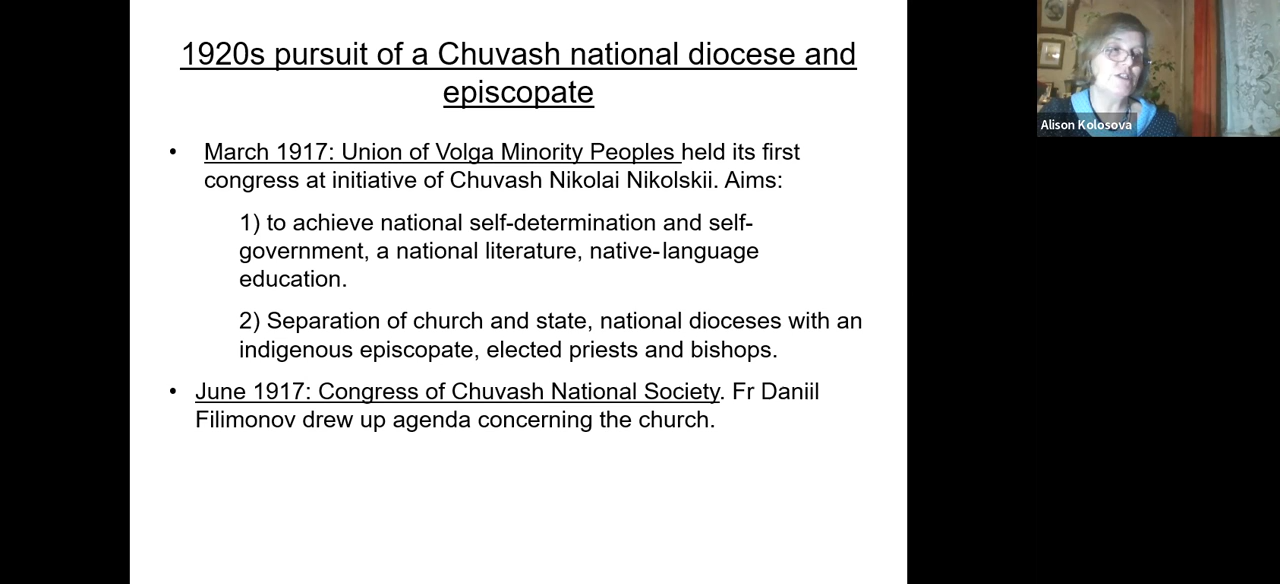 1920s pursuit of a Chuvash national diocese and
episcopate
• March 1917: Union of Volga Minority Peoples held its first
congress at initiative of Chuvash Nikolai Nikolskii. Aims:
1) to achieve national self-determination and self-
government, a national literature, native-language
education.
2) Separation of church and state, national dioceses with an
indigenous episcopate, elected priests and bishops.
• June 1917: Congress of Chuvash National Society. Fr Daniil
Filimonov drew up agenda concerning the church.
Alison Kolosova